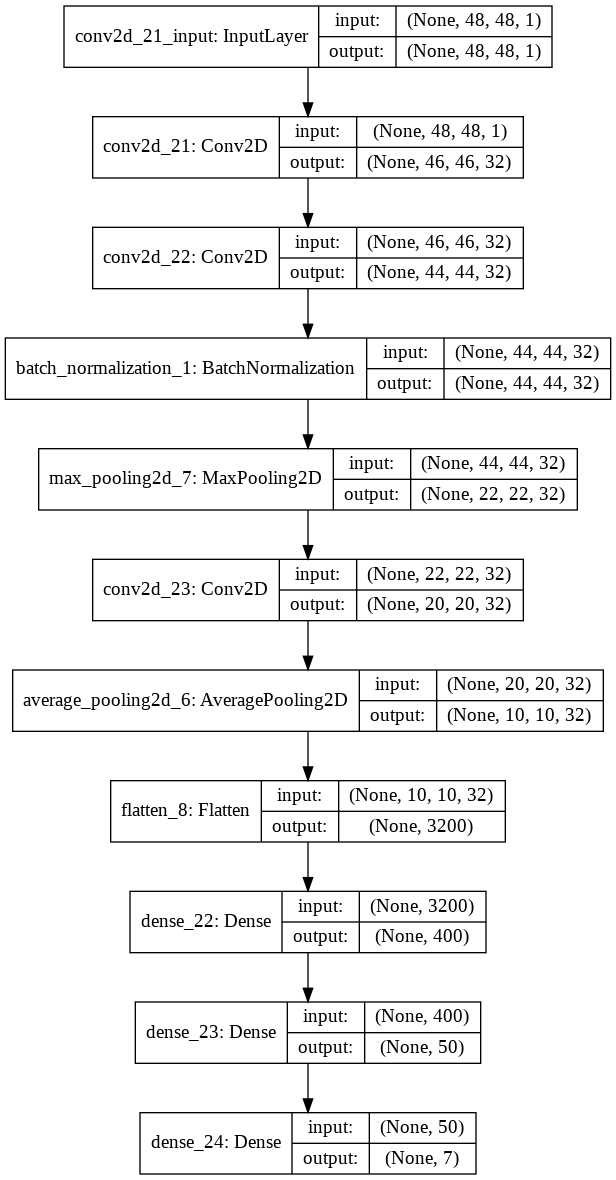 conv2d_21_input: InputLayer
input: (None, 48, 48, 1)
output: (None, 48, 48, 1)
conv2d_21: Conv2D
input: (None, 48, 48, 1)
output: (None, 46, 46, 32)
conv2d_22: Conv2D
input: (None, 46, 46, 32)
output: (None, 44, 44, 32)
batch_normalization_1: BatchNormalization
input: (None, 44, 44, 32)
output: (None, 44, 44, 32)
max_pooling2d_7: MaxPooling2D
input: (None, 44, 44, 32)
output: (None, 22, 22, 32)
conv2d_23: Conv2D
input: (None, 22, 22, 32)
output: (None, 20, 20, 32)
average_pooling2d_6: AveragePooling2D
input: (None, 20, 20, 32)
output: (None, 10, 10, 32)
flatten_8: Flatten
input: (None, 10, 10, 32)
output: (None, 3200)
dense_22: Dense
input: (None, 3200)
output: (None, 400)
dense_23: Dense
input: (None, 400)
output: (None, 50)
dense_24: Dense
input: (None, 50)
output: (None, 7)